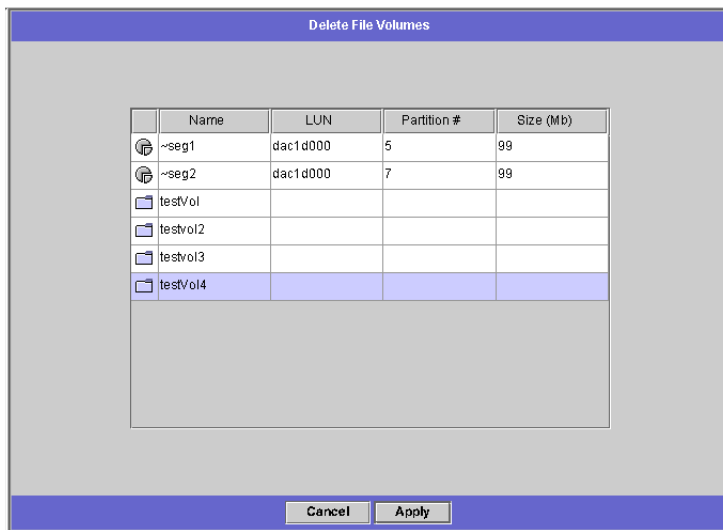 Delete File Volumes
Name LUN Partition # Size (Mb)
~seg1 dac1d000 5 99
~seg2 dac1d000 7 99
testVol
testvol2
testvol3
testVol4
Cancel Apply